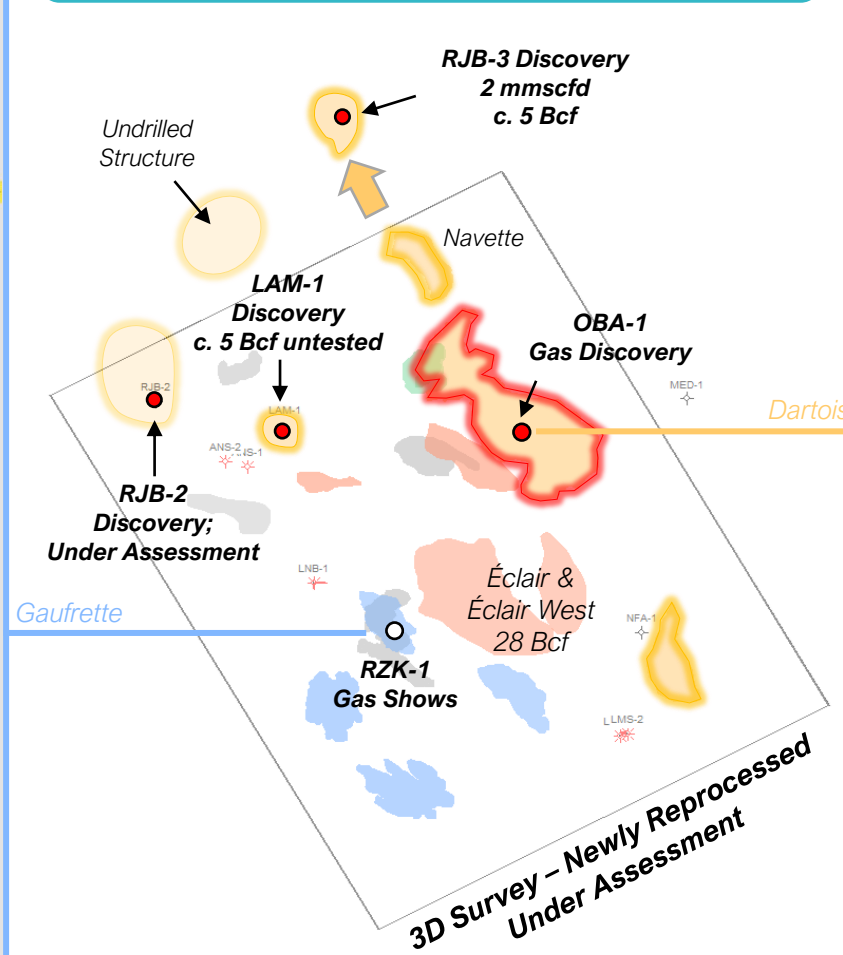 RJB-3 Discovery
2 mmscfd
c. 5 Bcf
Undrilled
Structure
Navette
LAM-1
Discovery
c. 5 Bcf untested
OBA-1
Gas Discovery
RJB-2
LAM-1
MED-1
Dartois
ANS-2
NS-1
RJB-2
Discovery;
Under Assessment
LNB-1
Éclair &
Éclair West
28 Bcf
Gaufrette
NFA-1
RZK-1
Gas Shows
LMS-2
3D Survey – Newly Reprocessed
Under Assessment